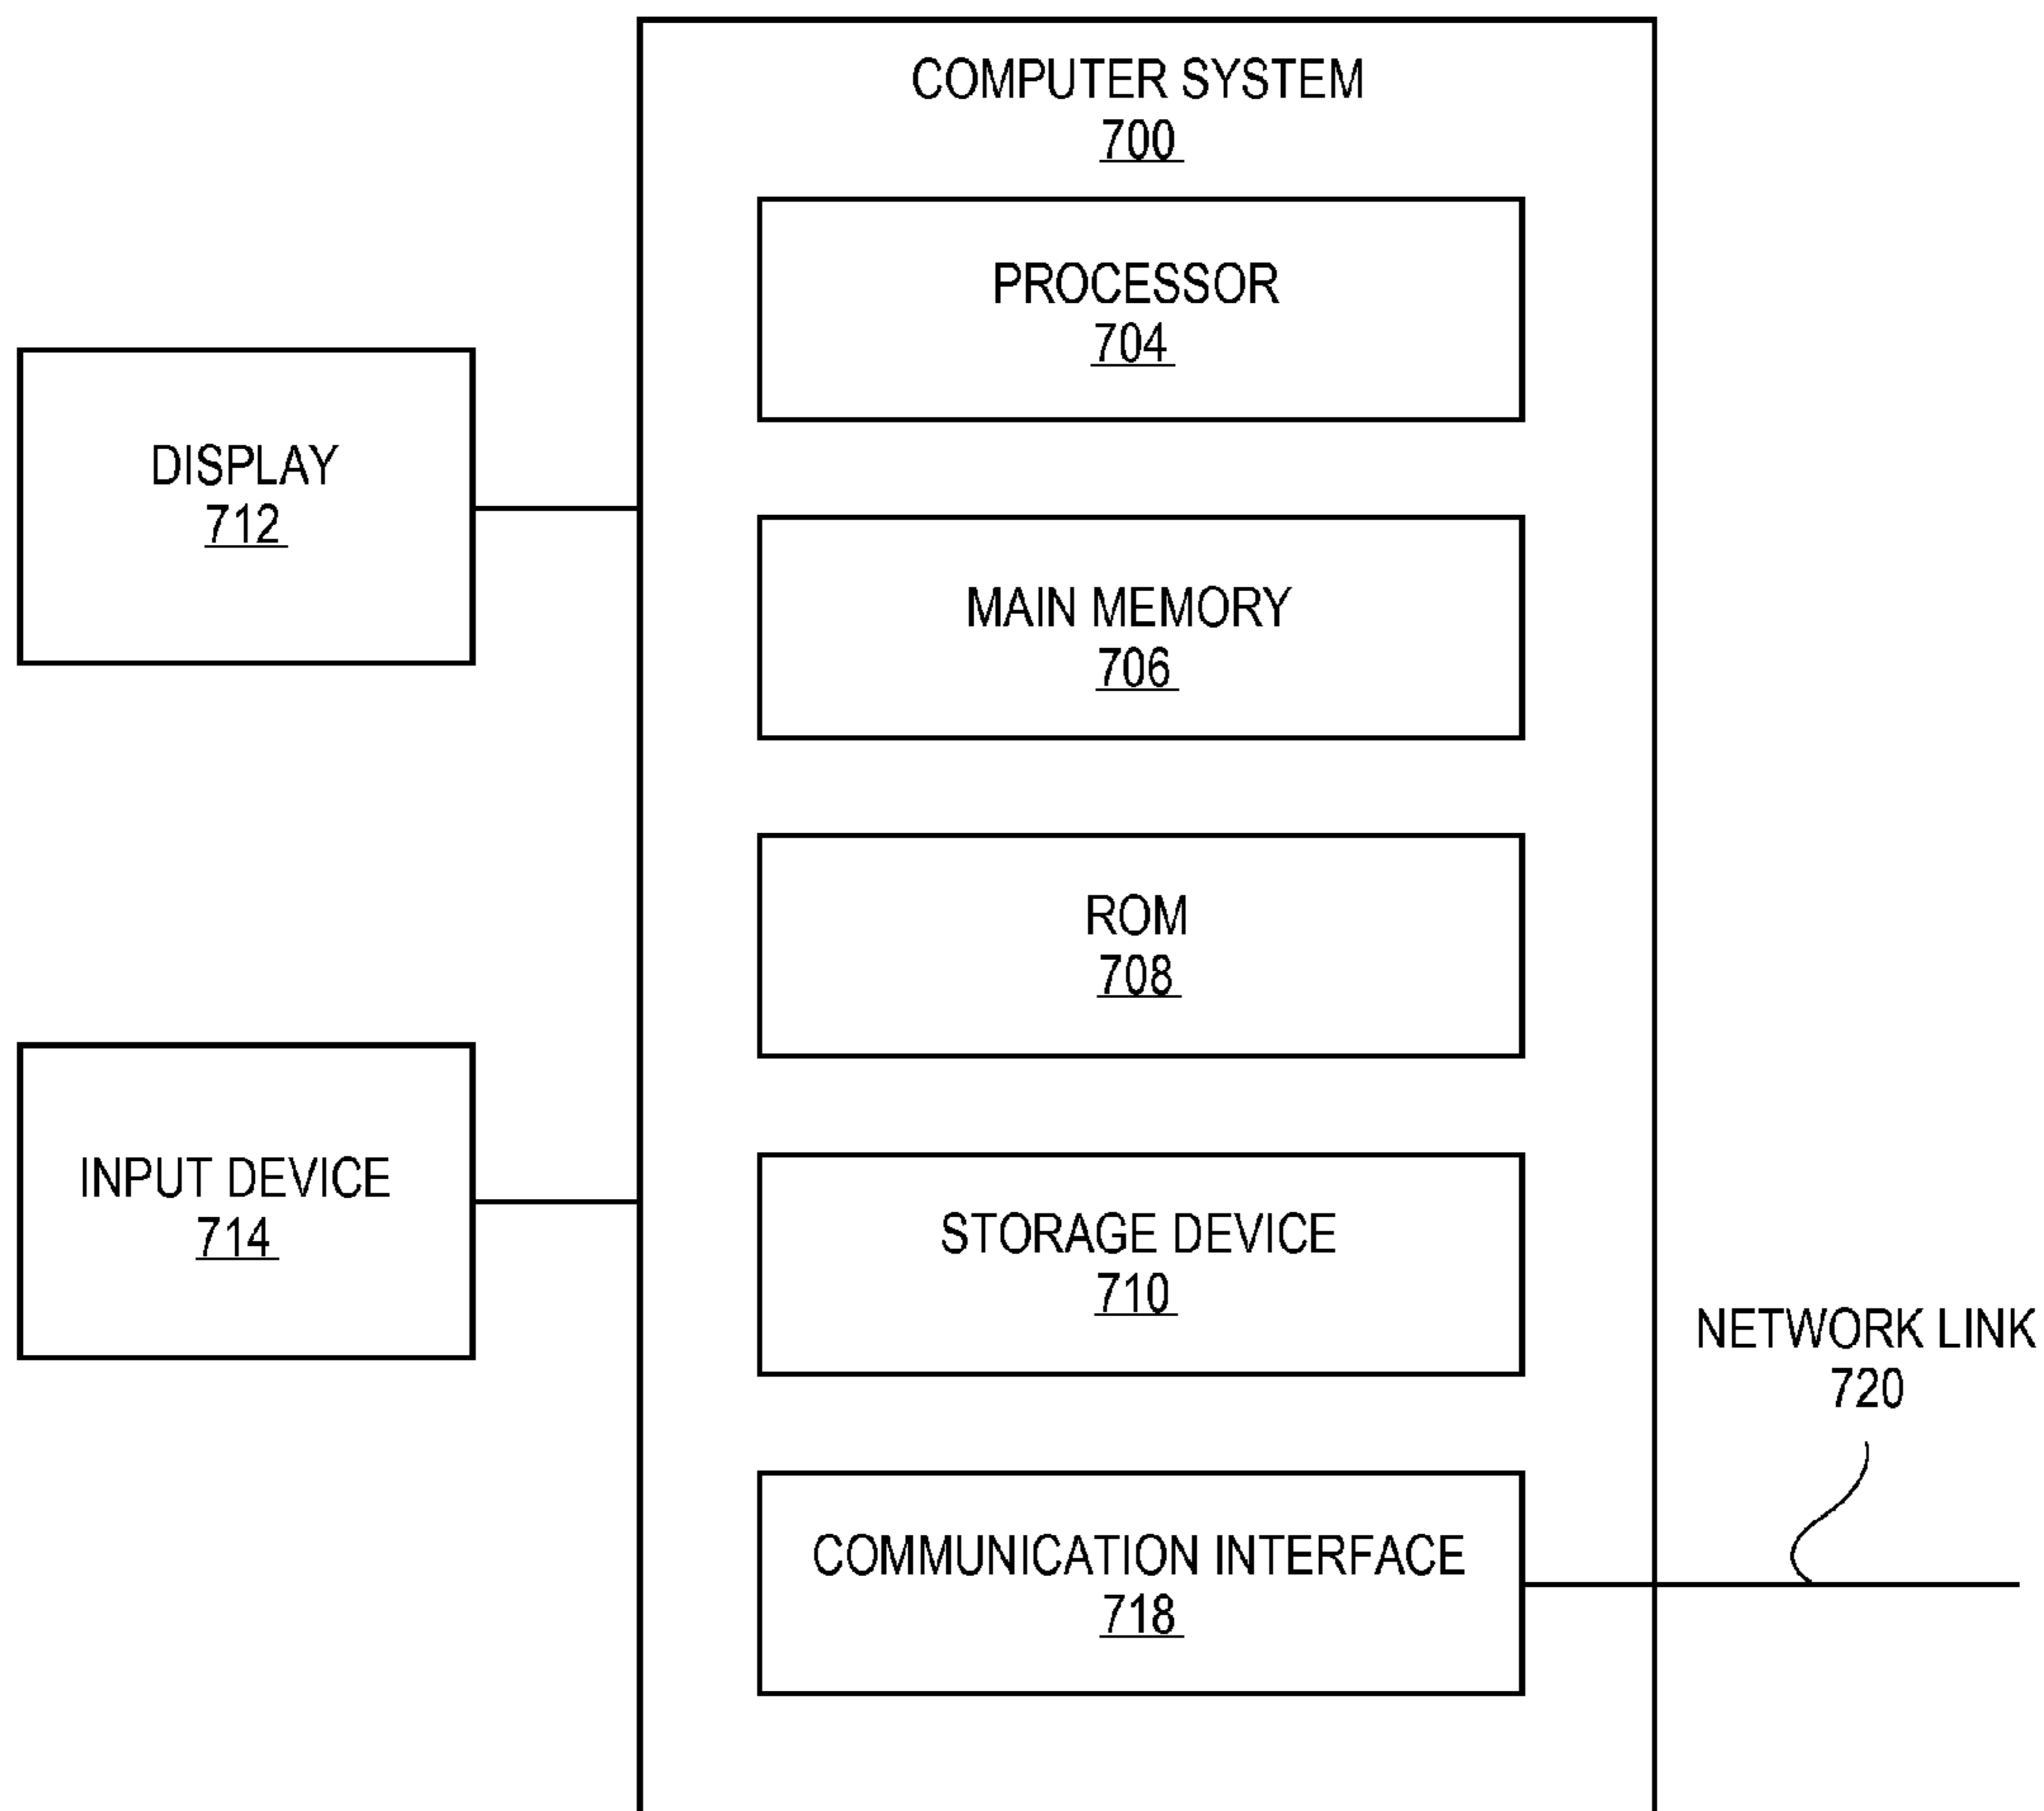 COMPUTER SYSTEM
700
PROCESSOR
704
DISPLAY
712
MAIN MEMORY
706
ROM
708
INPUT DEVICE
714
STORAGE DEVICE
710
NETWORK LINK
720
COMMUNICATION INTERFACE
718